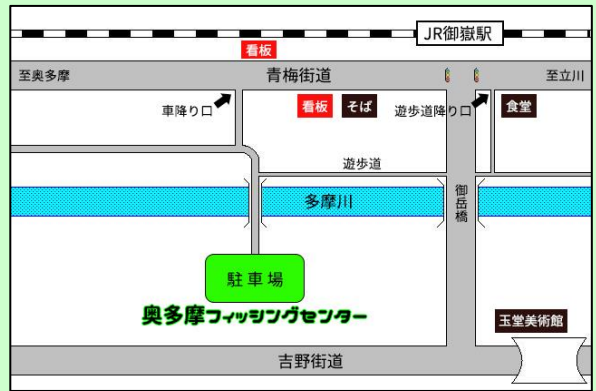 JR御嶽駅
看板
至奥多摩
青梅街道
至立川
車降り口
看板
そば
遊歩道降り口
食堂
遊歩道
多摩川
御岳橋
駐車場
奥多摩フィッシングセンター
玉堂美術館
吉野街道